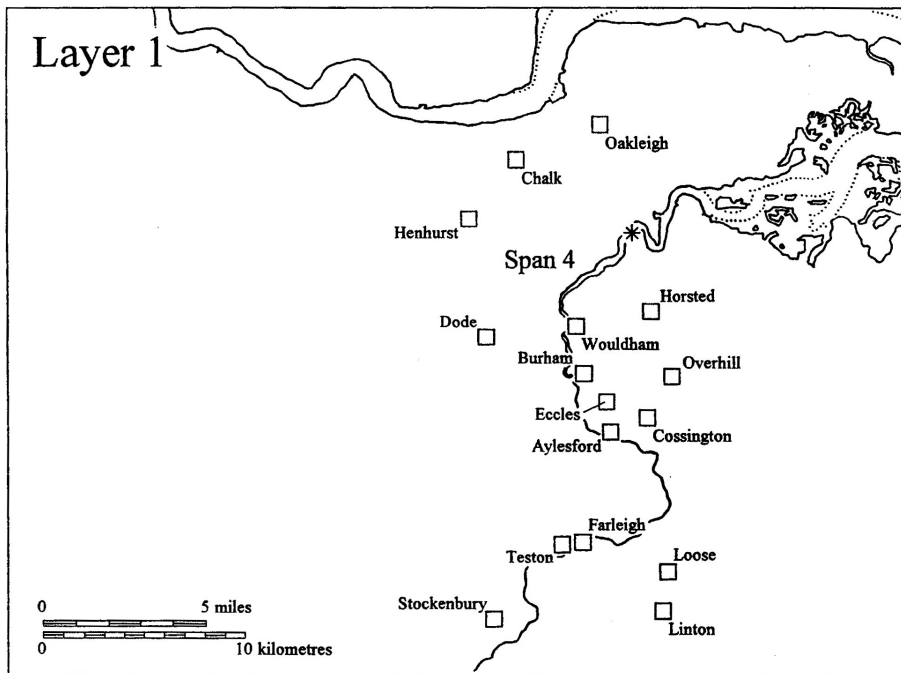 Layer 1
Oakleigh
Chalk
Henhurst
Span 4
Horsted
Dode
Wouldham
Burham
Overhill
Eccles
Cossington
Aylesford
Farleigh
Teston
Loose
Stockenbury
Linton
0 5 miles
0 10 kilometres